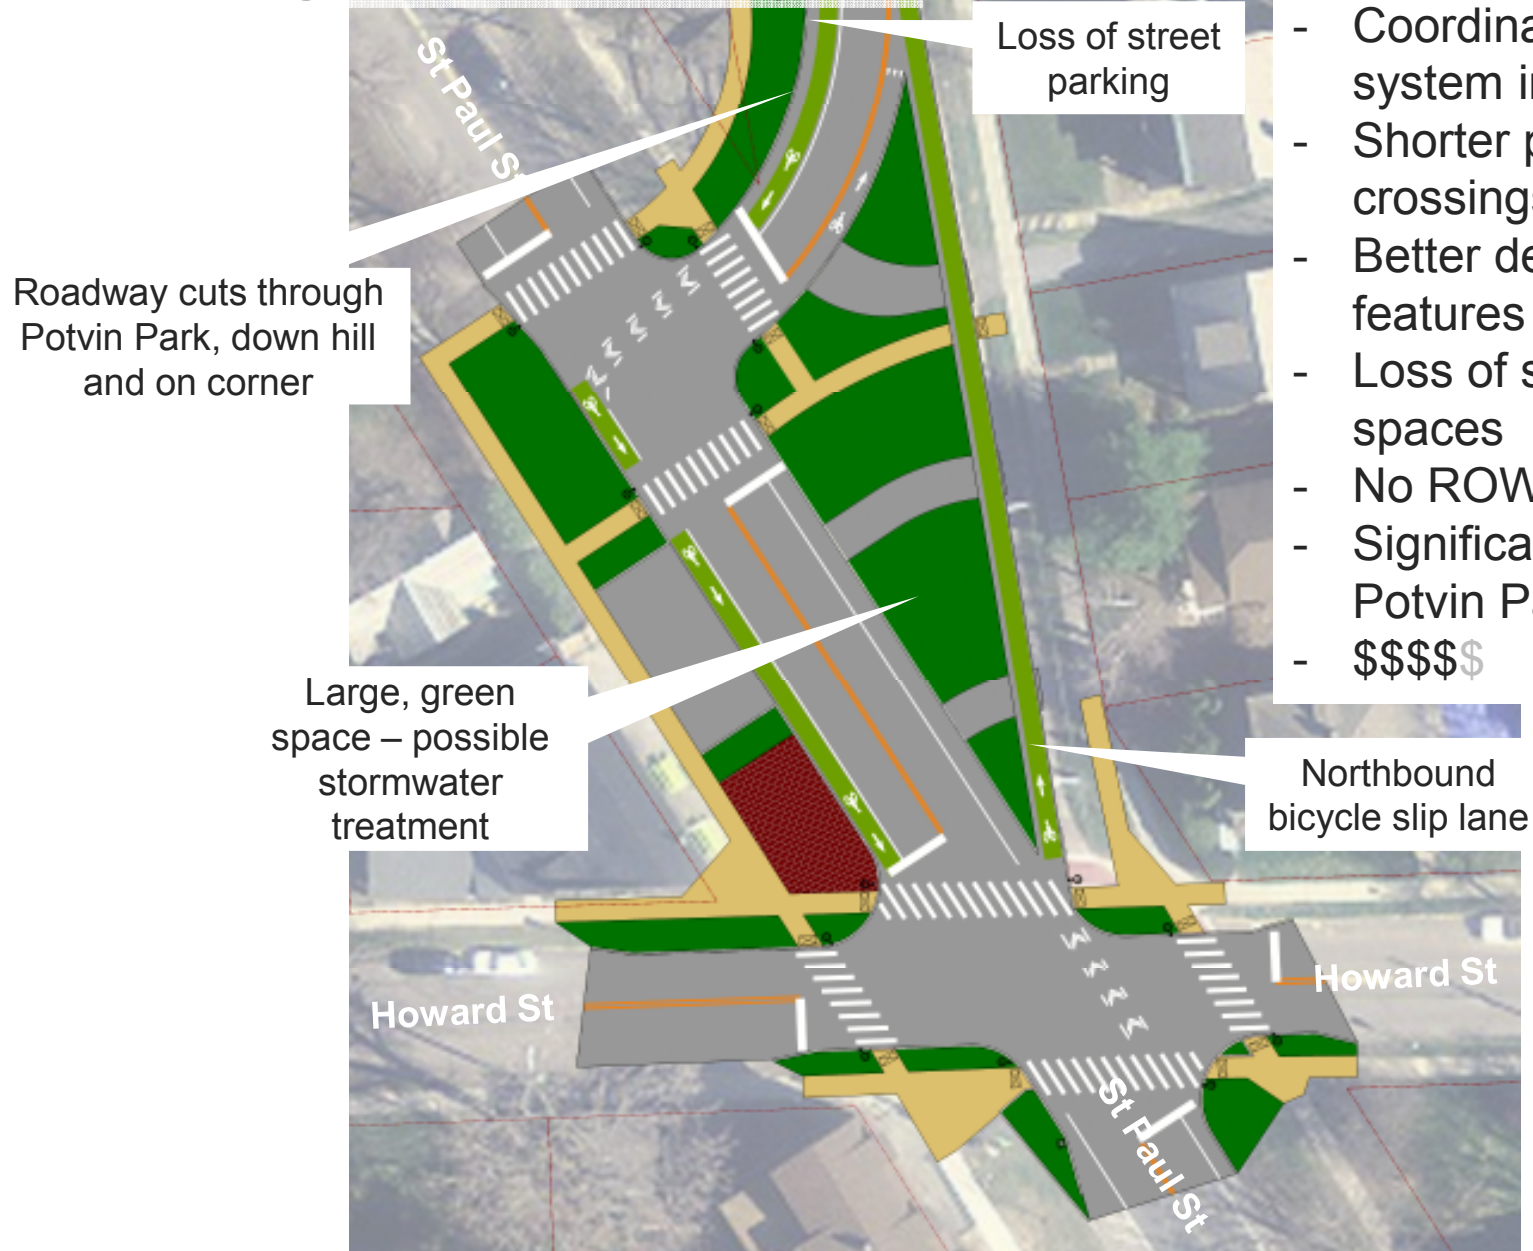 Loss of street
parking
St Paul St
Roadway cuts through
Potvin Park, down hill
and on corner
Large, green
space – possible
stormwater
treatment
Northbound
bicycle slip lane
Howard St
Howard St
St Paul St
-
system
- Shorter
crossings
- Better
features
- Loss of
spaces
- No ROW
-
Potvin
- $$$$$